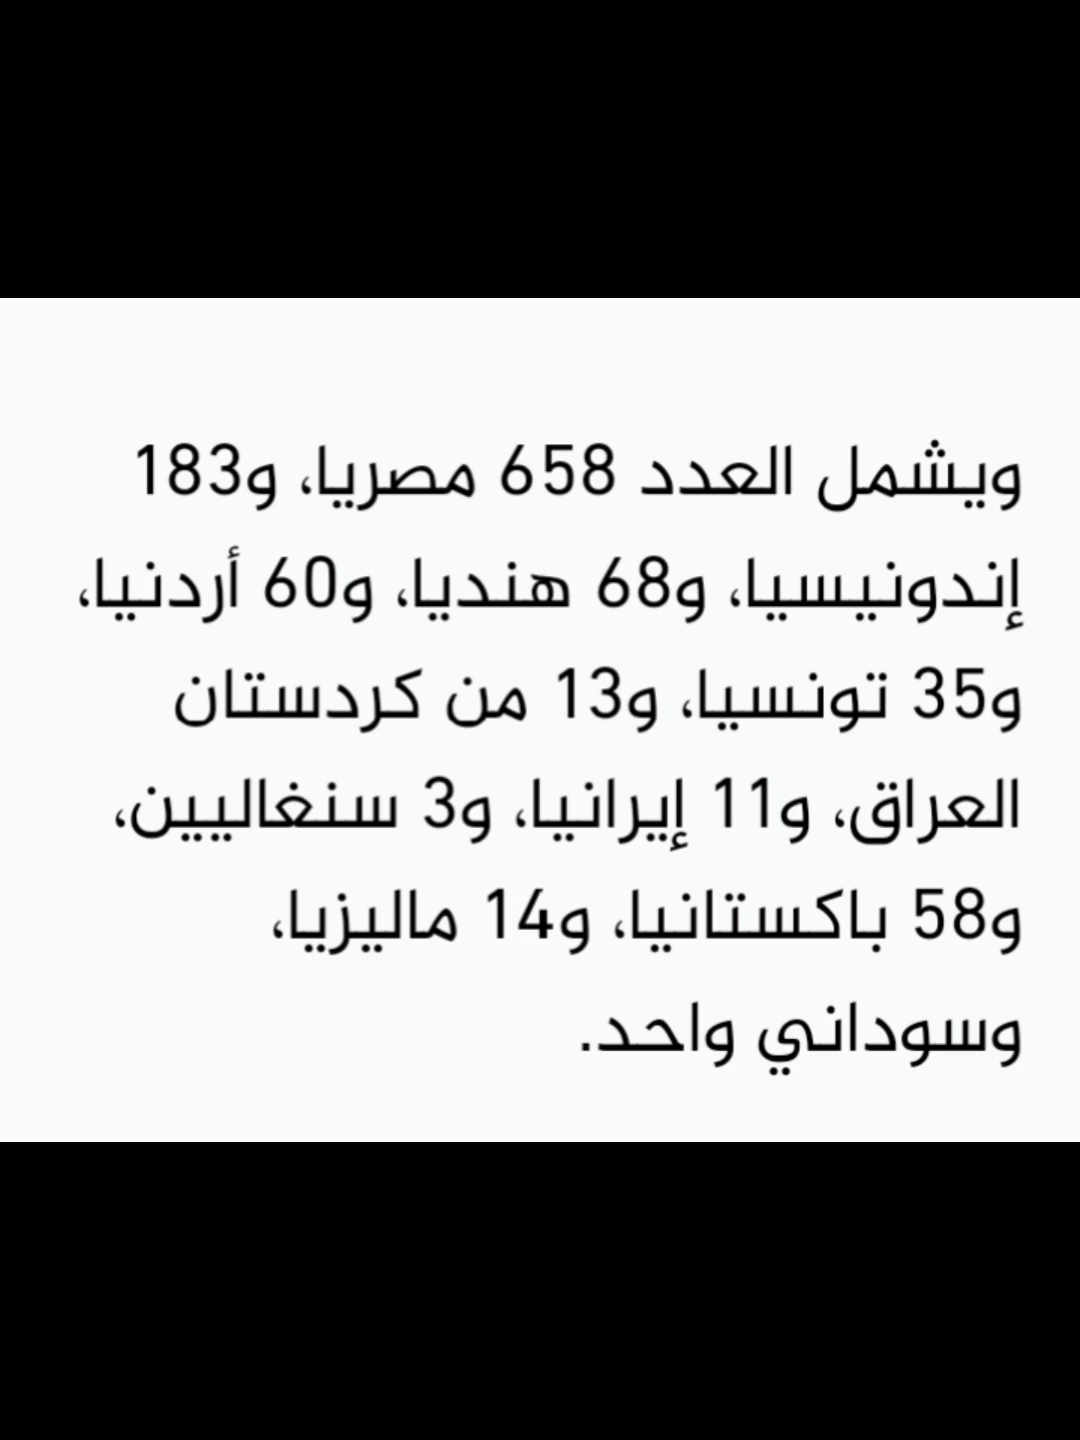 ويشمل العدد 658 مصريا، و183
إندونيسيا، و68 هنديا، و60 أردنيا،
و35 تونسيا، و13 من كردستان
العراق، و11 إيرانيا، و3 سنغاليين،
و58 باكستانيا، و14 ماليزيا،
وسوداني واحد.